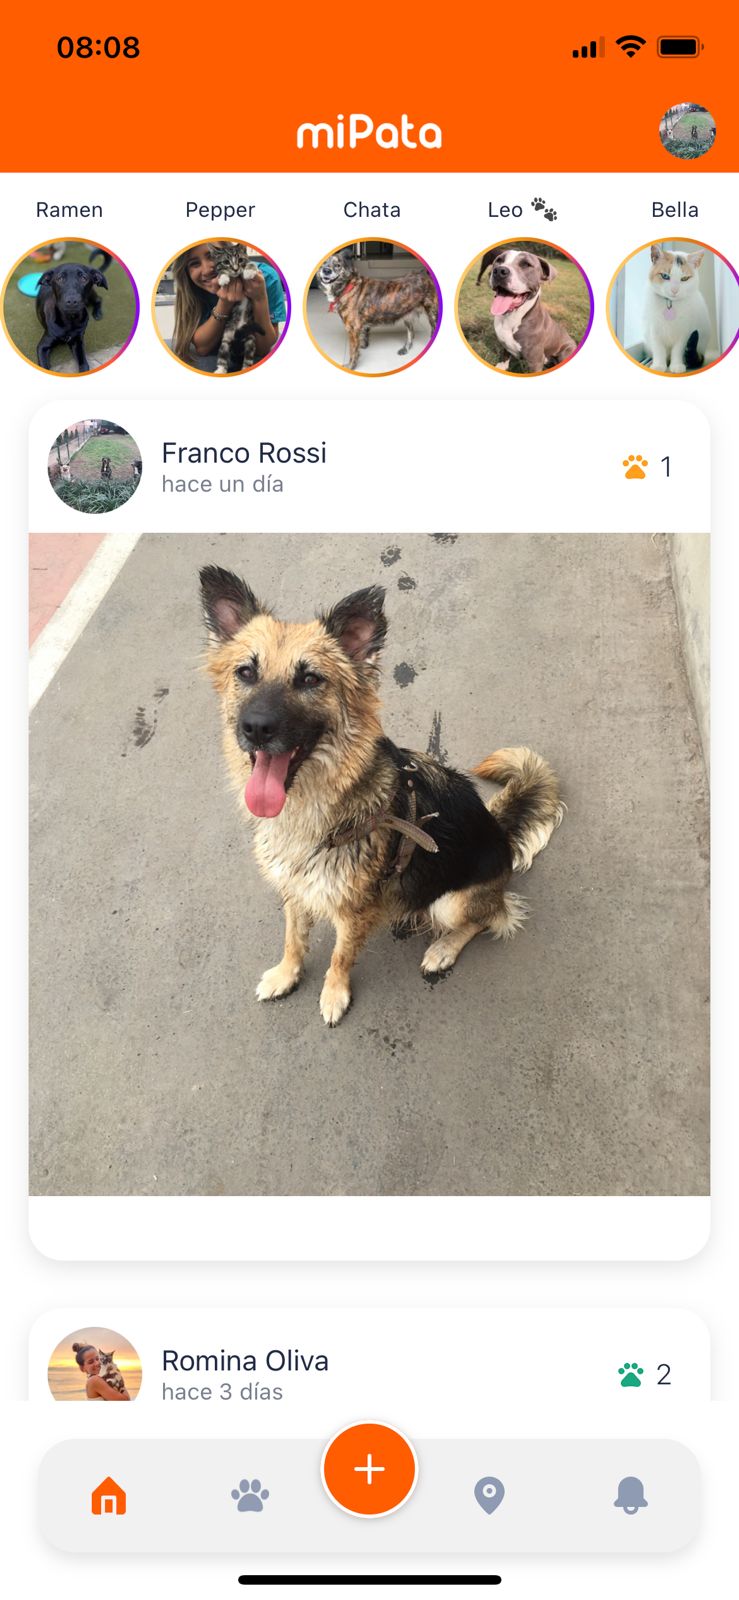 08:08
miPata
Ramen Pepper Chata Leo 🐾 Bella
Franco Rossi
hace un día
1
Romina Oliva
hace 3 días
2